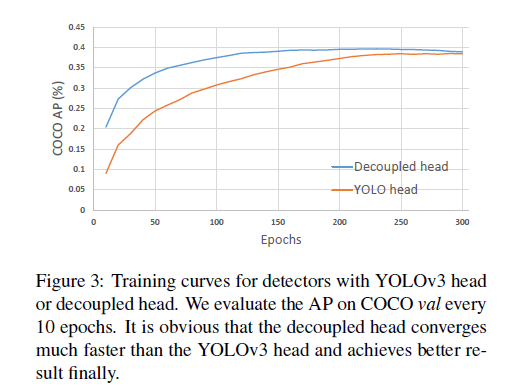 0.45
0.4
0.35
0.3
0.25
0.2
0.15
0.1
0.05
0
COCO AP (%)
Decoupled head
YOLO head
0 50 100 150 200 250 300
Epochs
Figure 3: Training curves for detectors with YOLOv3 head
or decoupled head. We evaluate the AP on COCO val every
10 epochs. It is obvious that the decoupled head converges
much faster than the YOLOv3 head and achieves better re-
sult finally.